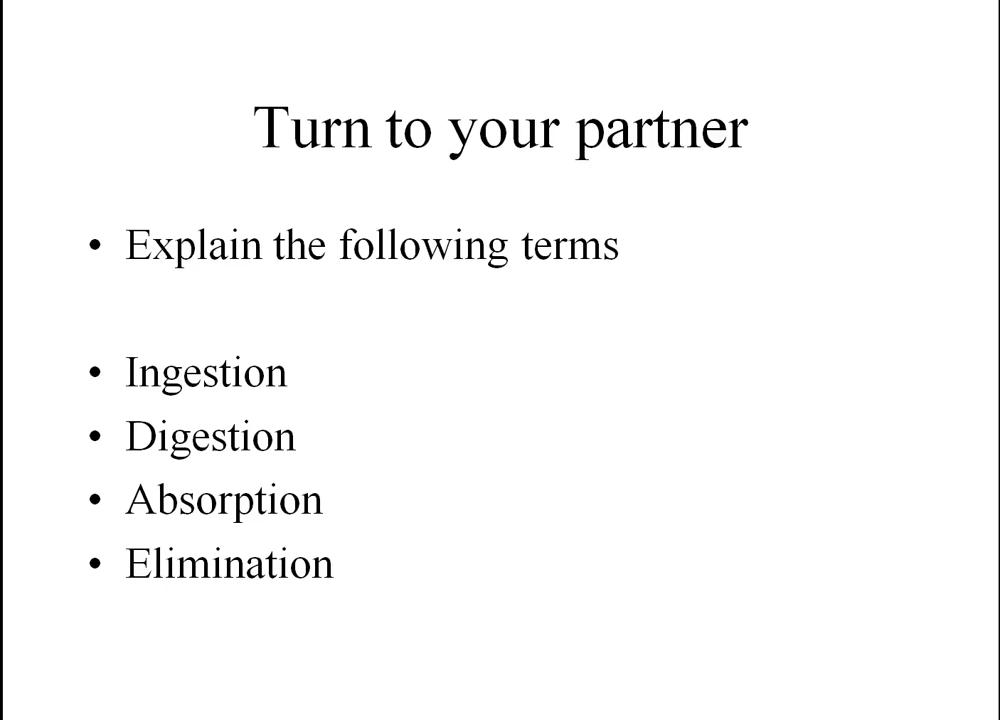 Turn to your partner
• Explain the following terms
• Ingestion
• Digestion
• Absorption
• Elimination